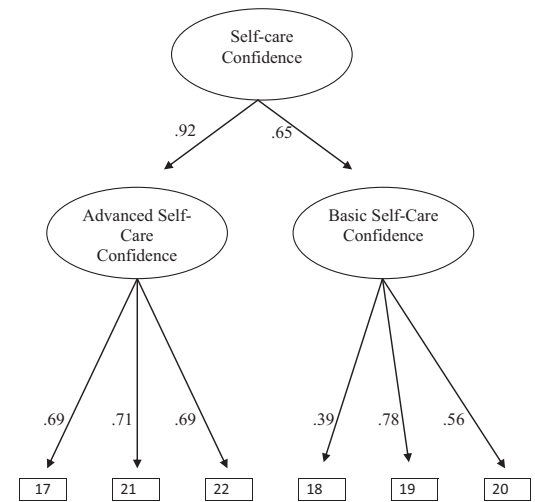 Self-care
Confidence
.92
.65
Advanced Self-
Care
Confidence
Basic Self-Care
Confidence
.69
.71
.69
.39
.78
.56
17
21
22
18
19
20